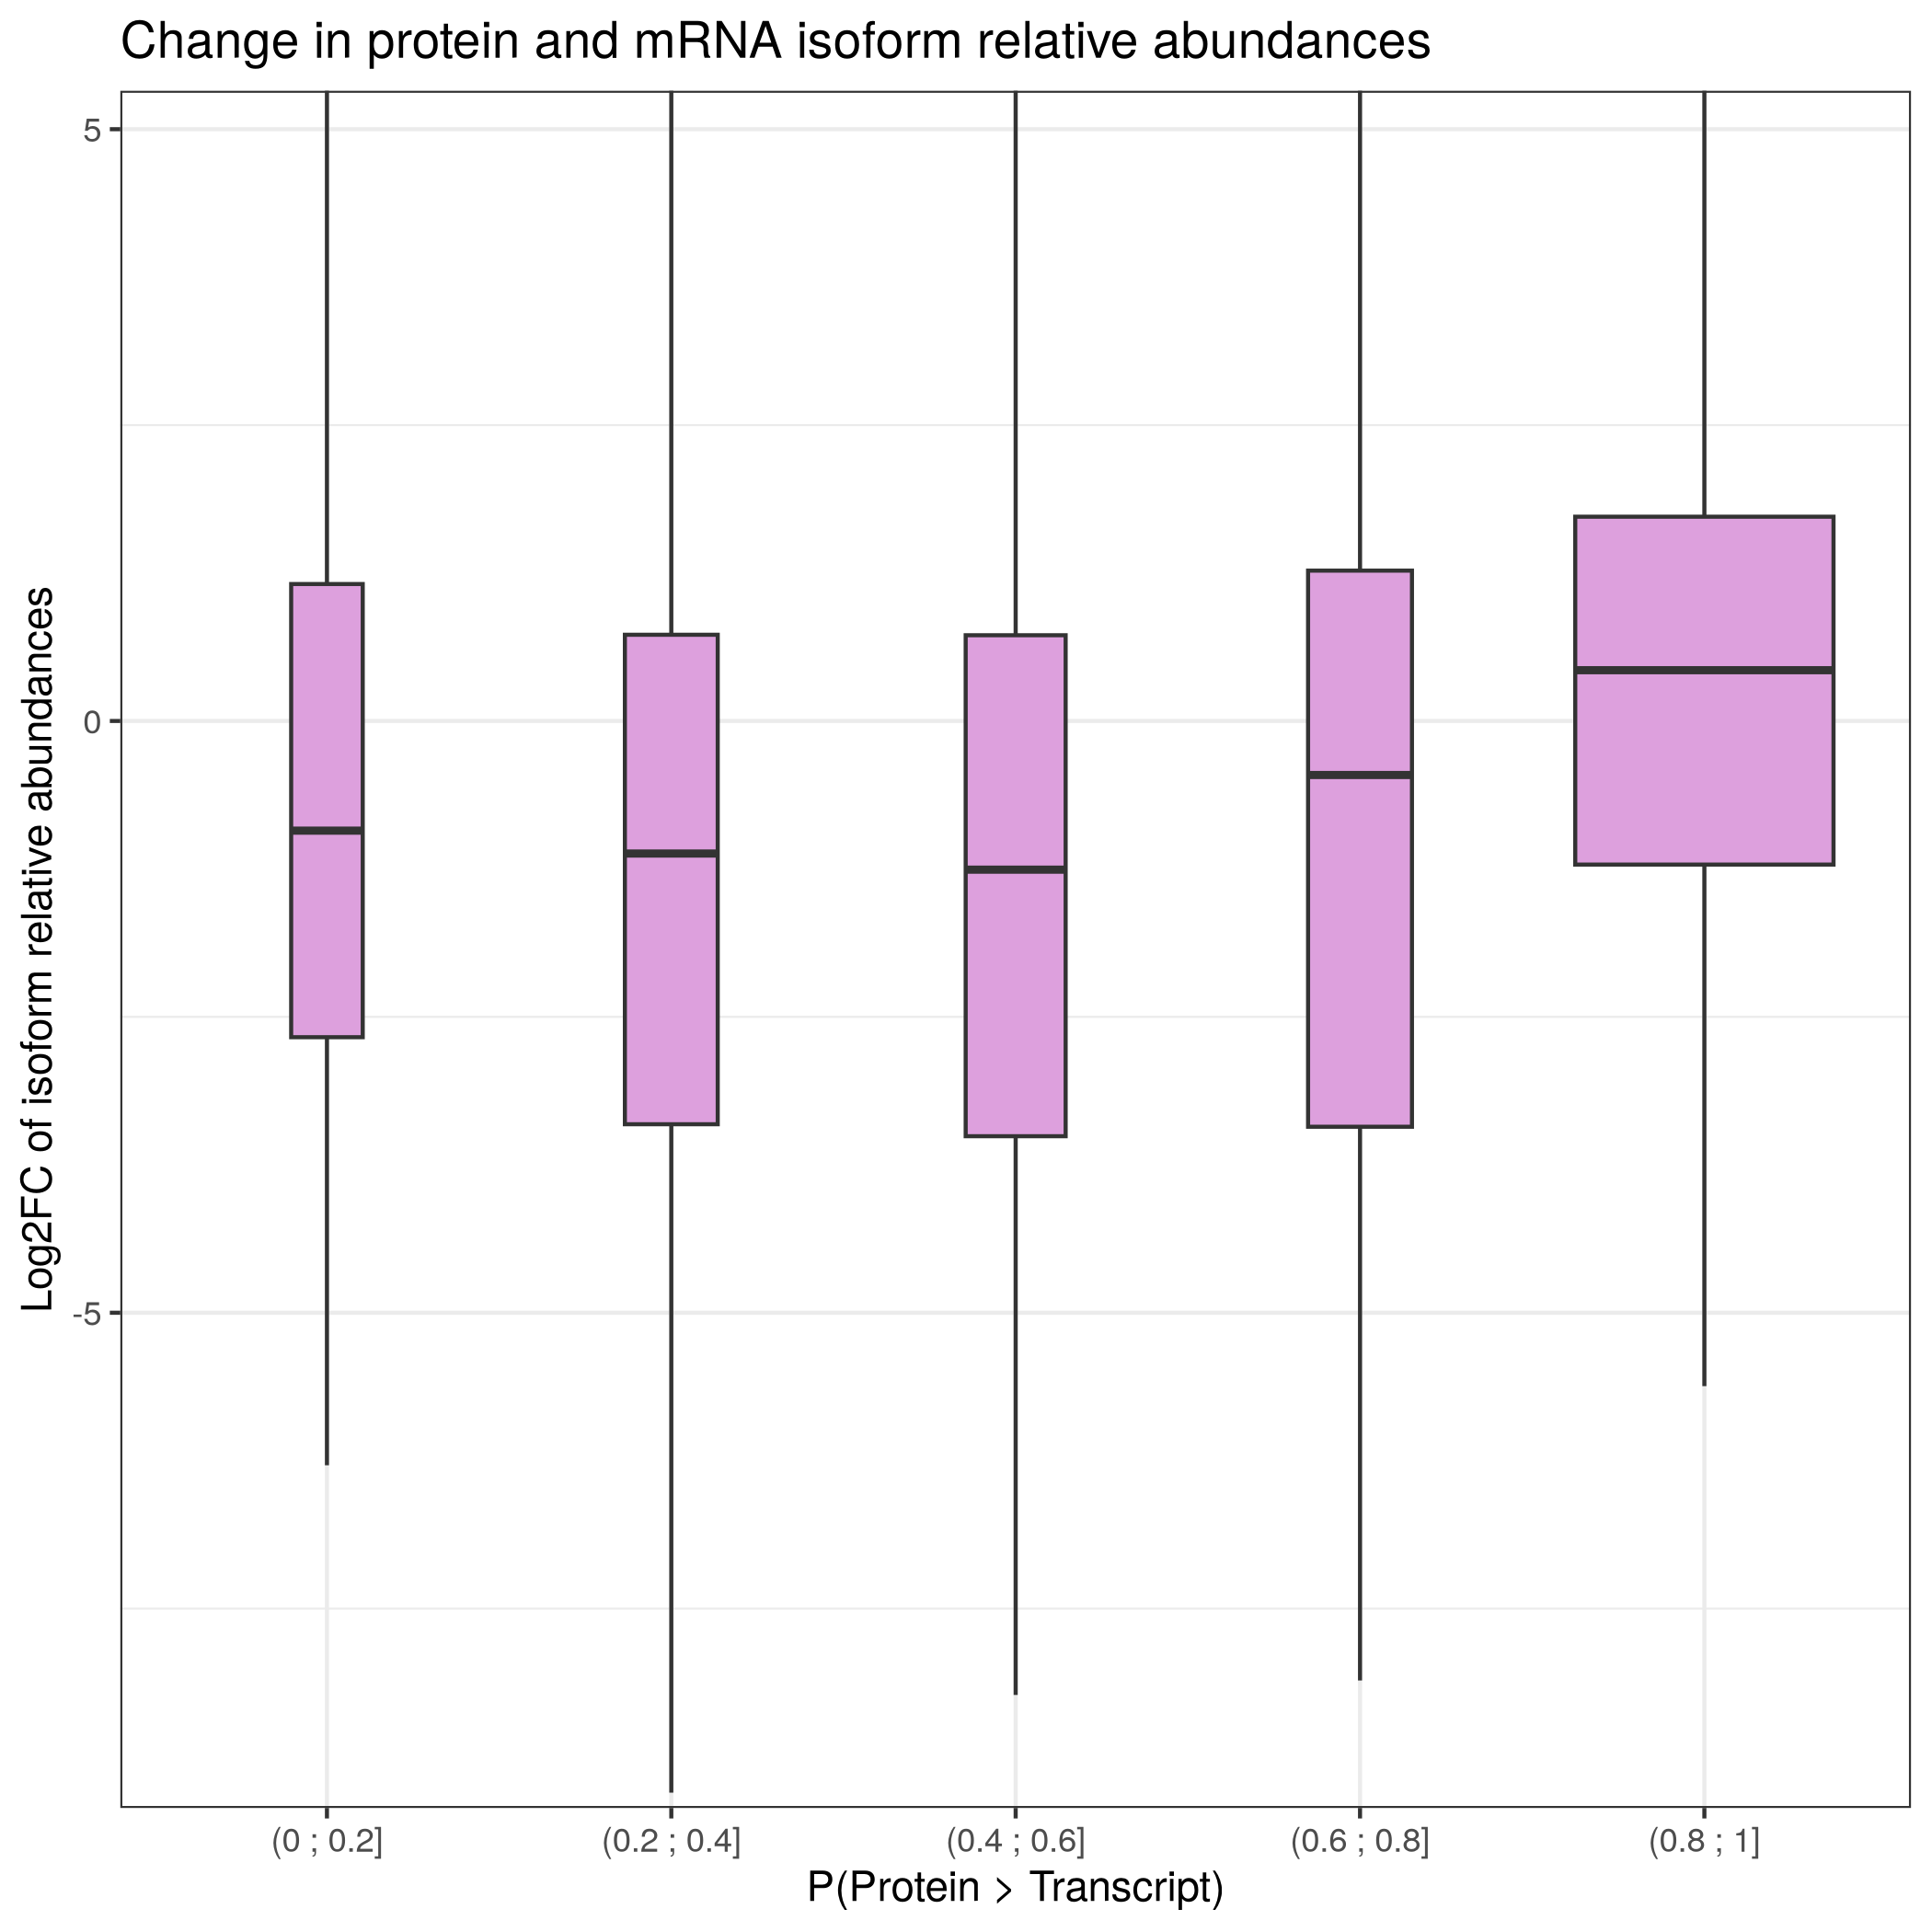 Change in protein and mRNA isoform relative abundances
Log2FC of isoform relative abundances
5
0
-5
(0 ; 0.2]
(0.2 ; 0.4]
(0.4 ; 0.6]
(0.6 ; 0.8]
(0.8 ; 1]
P(Protein > Transcript)